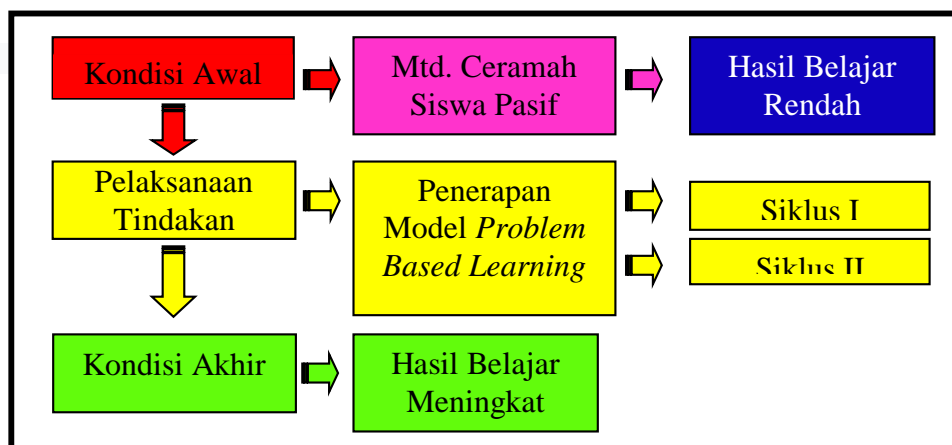 Kondisi Awal
Mtd. Ceramah
Siswa Pasif
Hasil Belajar
Rendah
Pelaksanaan
Tindakan
Penerapan
Model Problem
Based Learning
Siklus I
Siklus II
Kondisi Akhir
Hasil Belajar
Meningkat